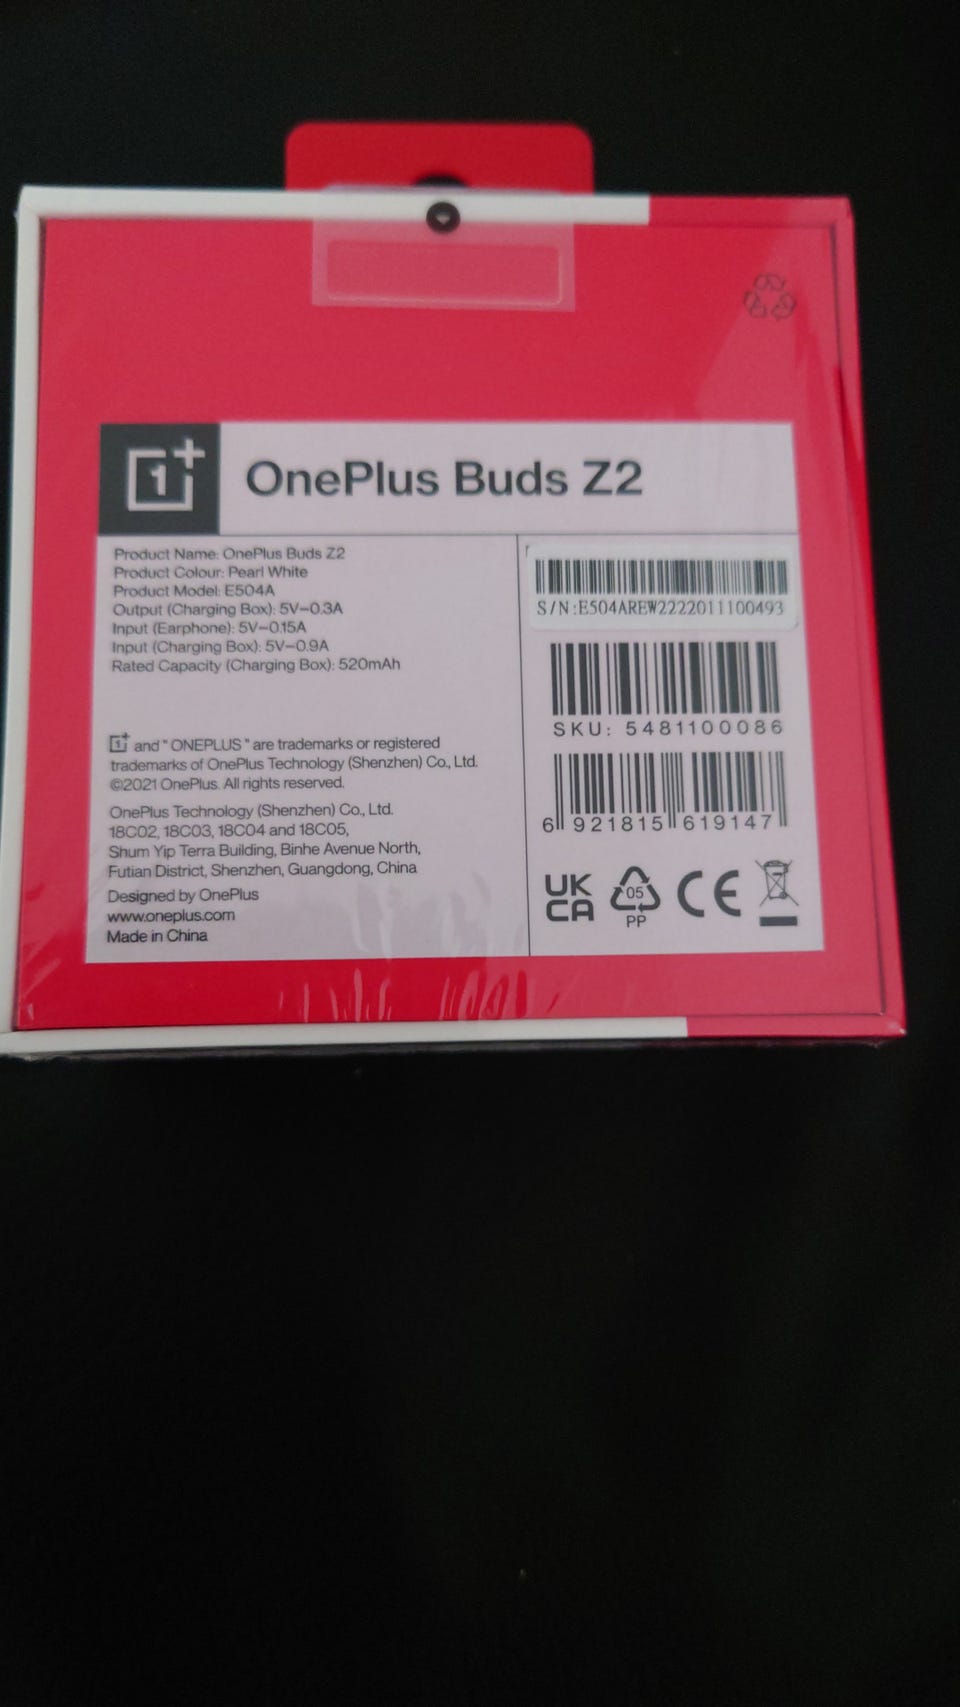 OnePlus Buds Z2
Product Name: OnePlus Buds Z2
Product Colour: Pearl White
Product Model: E504A
Output (Charging Box): 5V⎓0.3A
Input (Earphone): 5V⎓0.15A
Input (Charging Box): 5V⎓0.9A
Rated Capacity (Charging Box): 520mAh
and "ONEPLUS" are trademarks or registered
trademarks of OnePlus Technology (Shenzhen) Co., Ltd.
©2021 OnePlus. All rights reserved.
OnePlus Technology (Shenzhen) Co., Ltd.
18C02, 18C03, 18C04 and 18C05,
Shum Yip Terra Building, Binhe Avenue North,
Futian District, Shenzhen, Guangdong, China
Designed by OnePlus
www.oneplus.com
Made in China
S/N:E504AREW2222011100493
SKU: 5481100086
6 921815 619147
UK
CA
05
PP
CE